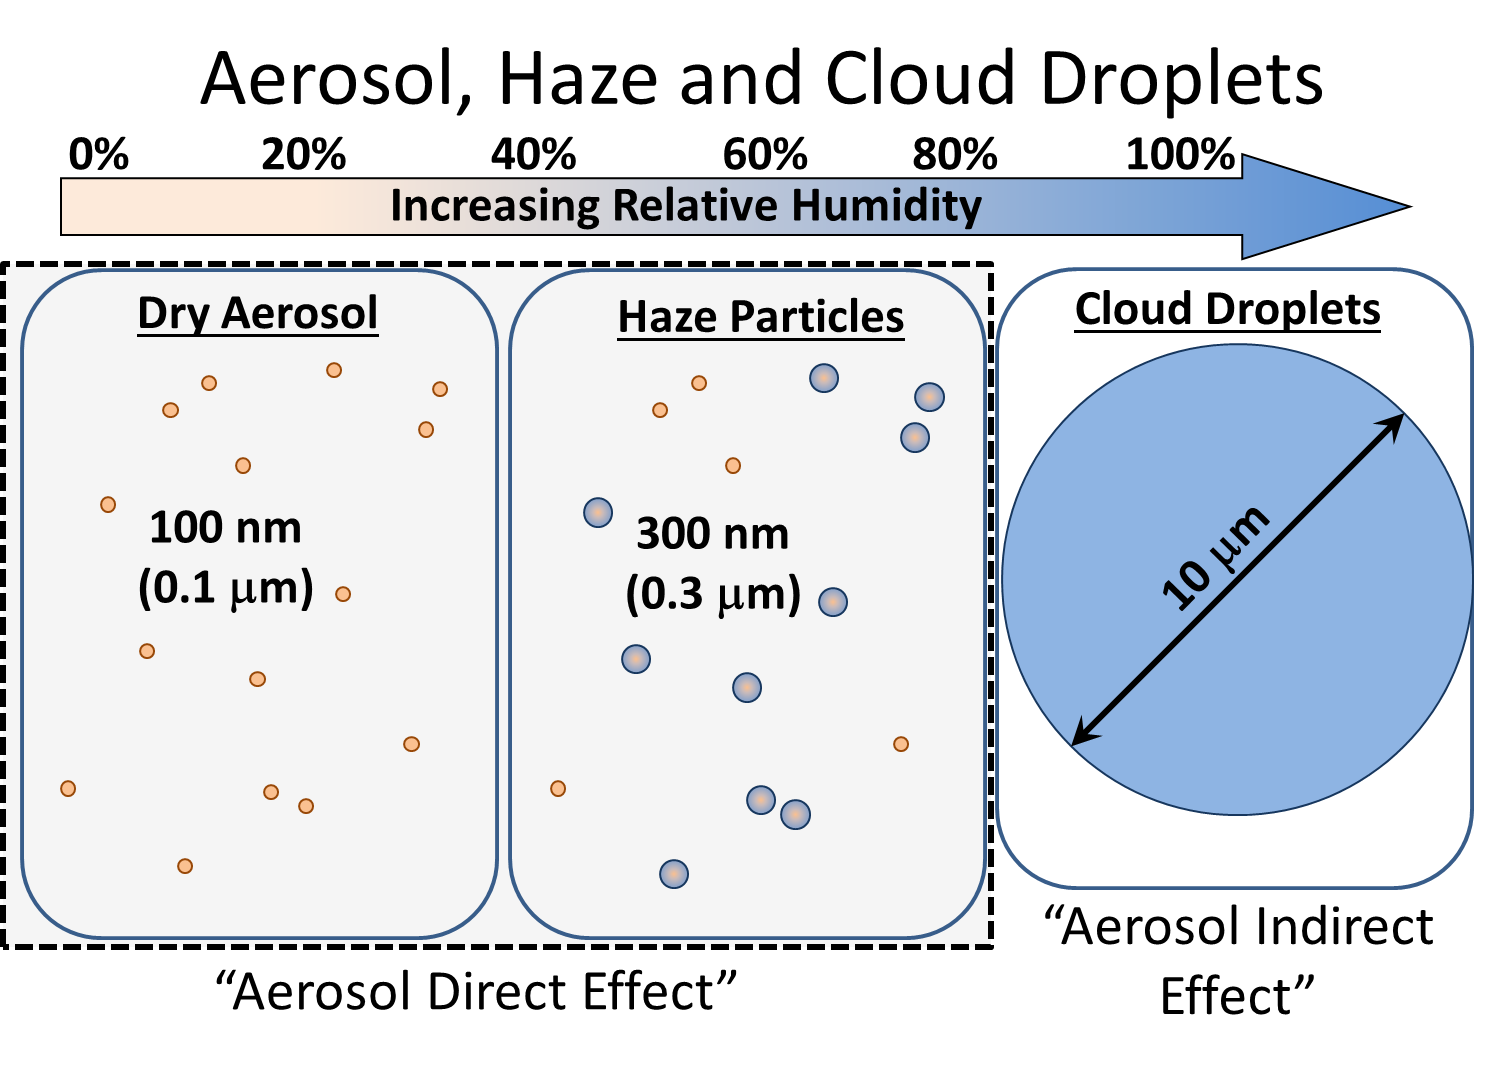 Aerosol, Haze and Cloud Droplets
0% 20% 40% 60% 80% 100%
Increasing Relative Humidity
Dry Aerosol
100 nm
(0.1 μm)
Haze Particles
300 nm
(0.3 μm)
Cloud Droplets
10 μm
“Aerosol Direct Effect”
“Aerosol Indirect
Effect”